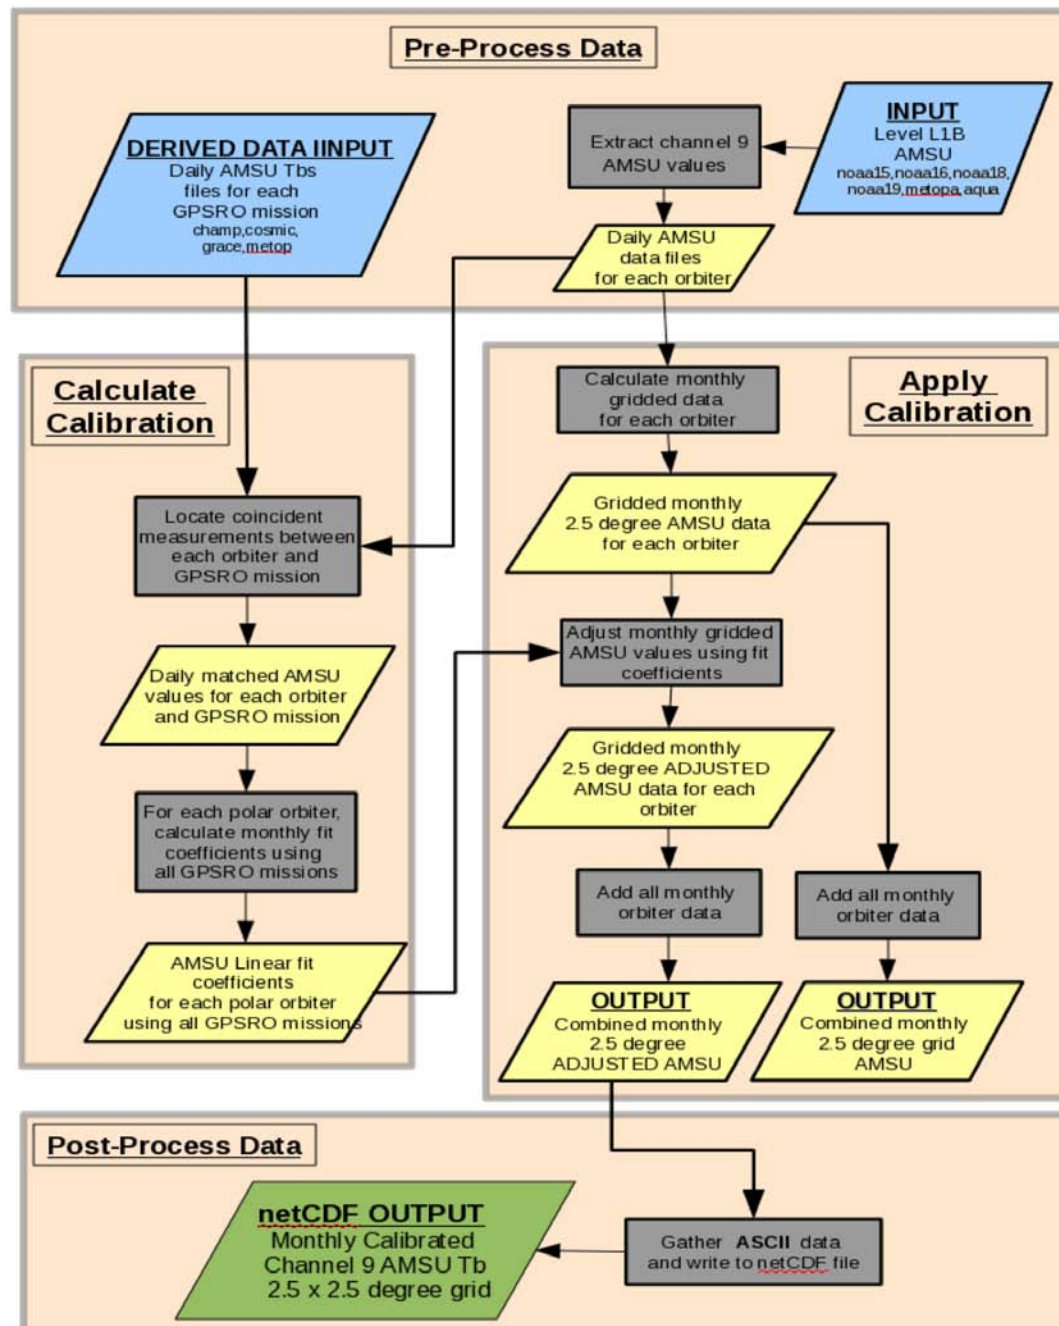 Pre-Process Data
DERIVED DATA IINPUT
Daily AMSU Tbs
files for each
GPSRO mission
champ,cosmic,
grace,metop
Extract channel 9
AMSU values
INPUT
Level L1B
AMSU
noaa15,noaa16,noaa18,
noaa19,metopa,aqua
Daily AMSU
data files
for each orbiter
Calculate
Calibration
Locate coincident
measurements between
each orbiter and
GPSRO mission
Daily matched AMSU
values for each orbiter
and GPSRO mission
For each polar orbiter,
calculate monthly fit
coefficients using
all GPSRO missions
AMSU Linear fit
coefficients
for each polar orbiter
using all GPSRO missions
Apply
Calibration
Calculate monthly
gridded data
for each orbiter
Gridded monthly
2.5 degree AMSU data
for each orbiter
Adjust monthly gridded
AMSU values using fit
coefficients
Gridded monthly
2.5 degree ADJUSTED
AMSU data for each
orbiter
Add all monthly
orbiter data
Add all monthly
orbiter data
OUTPUT
Combined monthly
2.5 degree
ADJUSTED AMSU
OUTPUT
Combined monthly
2.5 degree grid
AMSU
Post-Process Data
netCDF OUTPUT
Monthly Calibrated
Channel 9 AMSU Tb
2.5 x 2.5 degree grid
Gather ASCII data
and write to netCDF file